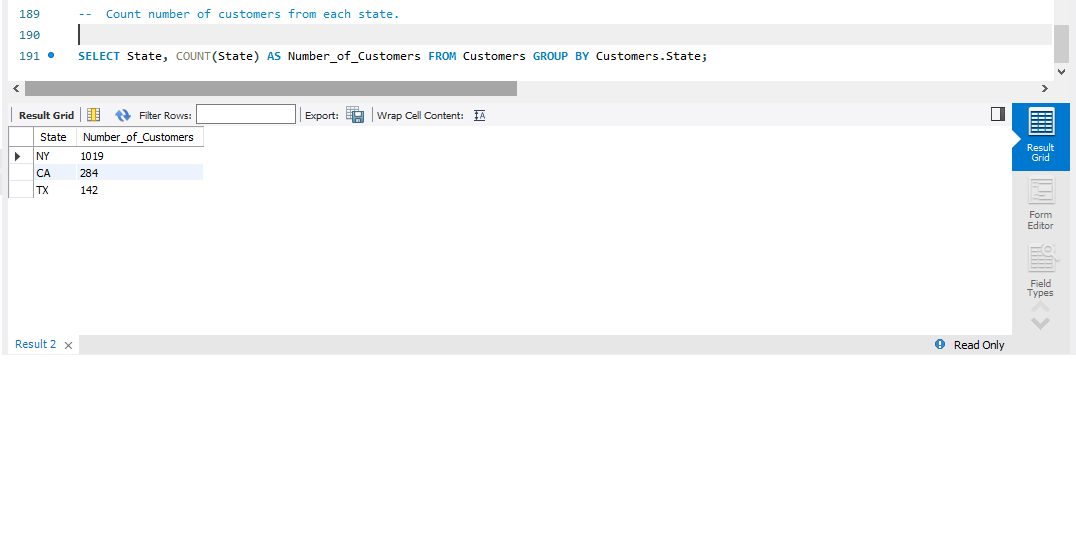 189 -- Count number of customers from each state.
190
191 SELECT State, COUNT(State) AS Number_of_Customers FROM Customers GROUP BY Customers.State;
Result Grid Filter Rows: Export: Wrap Cell Content: IA
State Number_of_Customers
NY 1019
CA 284
TX 142
Result
Grid
Form
Editor
Field
Types
Result 2 × Read Only